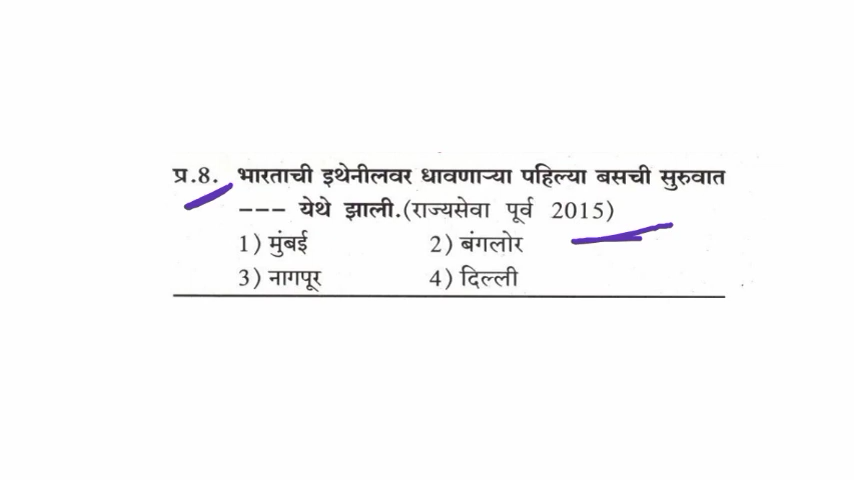 प्र.8. भारताची इथेनीलवर धावणाऱ्या पहिल्या बसची सुरुवात
--- येथे झाली.(राज्यसेवा पूर्व 2015)
1) मुंबई 2) बंगलोर
3) नागपूर 4) दिल्ली